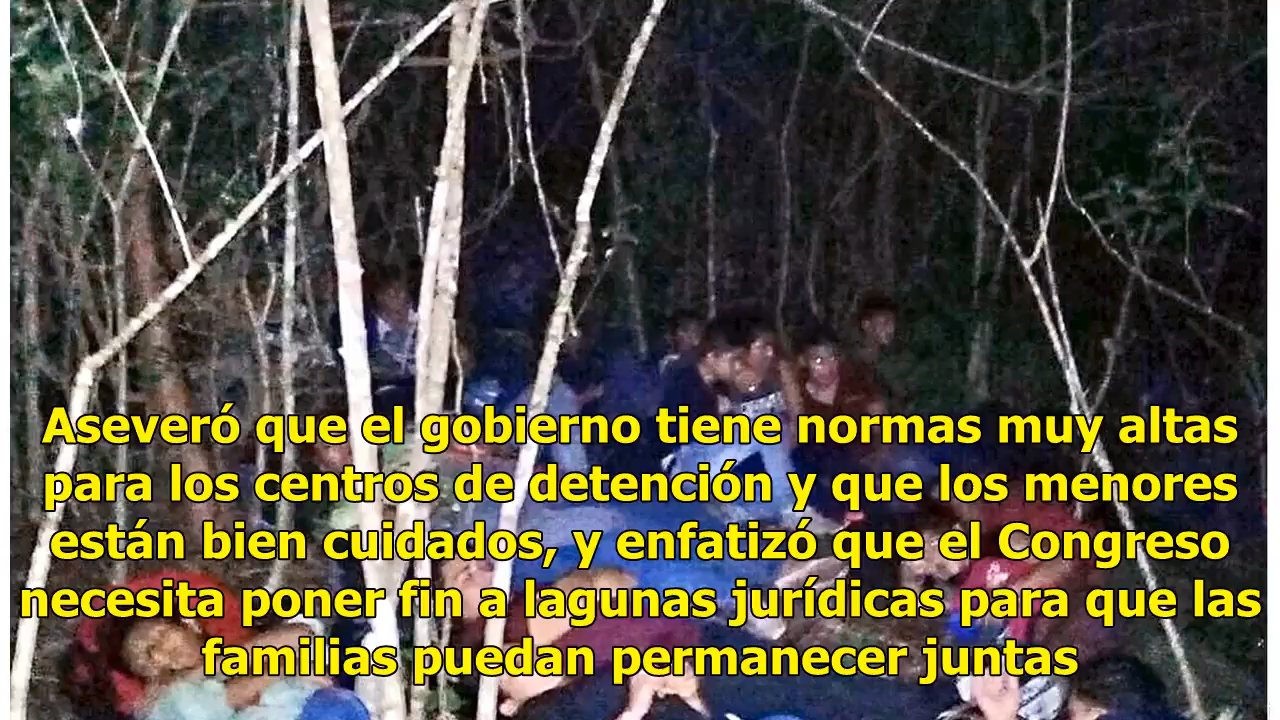 Aseveró que el gobierno tiene normas muy altas
para los centros de detención y que los menores
están bien cuidados, y enfatizó que el Congreso
necesita poner fin a lagunas jurídicas para que las
familias puedan permanecer juntas